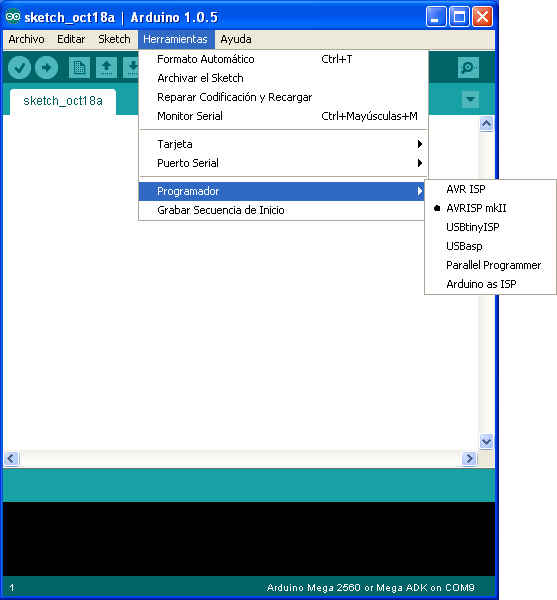 sketch_oct18a | Arduino 1.0.5
Archivo Editar Sketch Herramientas Ayuda
sketch_oct18a
Formato Automático Ctrl+T
Archivar el Sketch
Reparar Codificación y Recargar
Monitor Serial Ctrl+Mayúsculas+M
Tarjeta
Puerto Serial
Programador
Grabar Secuencia de Inicio
AVR ISP
AVRISP mkII
USBtinyISP
USBasp
Parallel Programmer
Arduino as ISP
1 Arduino Mega 2560 or Mega ADK on COM9